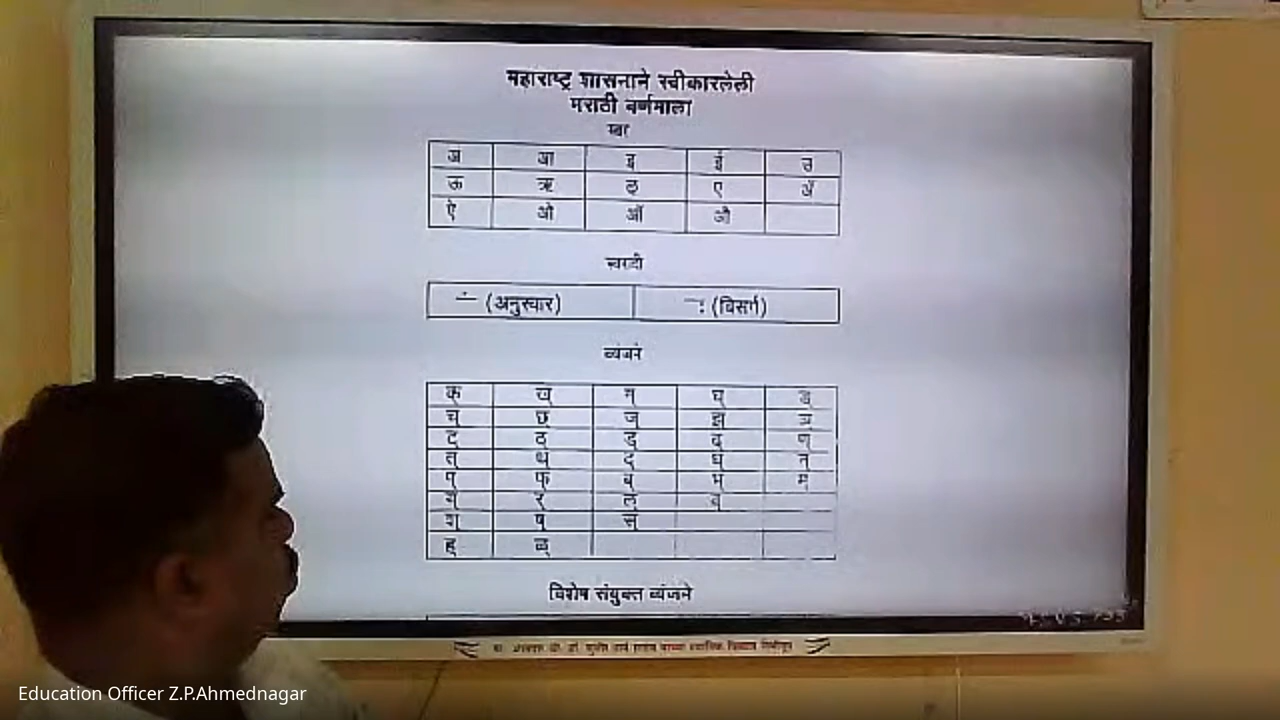 महाराष्ट्र शासनाने स्वीकारलेली
मराठी वर्णमाला
स्वर
अ आ इ ई उ
ऊ ऋ ऌ ए ॲ
ऐ ओ ऑ औ
स्वरादी
(अनुस्वार) : (विसर्ग)
व्यंजने
क् ख् ग् घ् ङ्
च् छ् ज् झ् ञ्
ट् ठ् ड् ढ् ण्
त् थ् द् ध् न्
प् फ् ब् भ् म्
य् र् ल् व्
श् ष् स्
ह् ळ्
विशेष संयुक्त व्यंजने
Education Officer Z.P.Ahmednagar